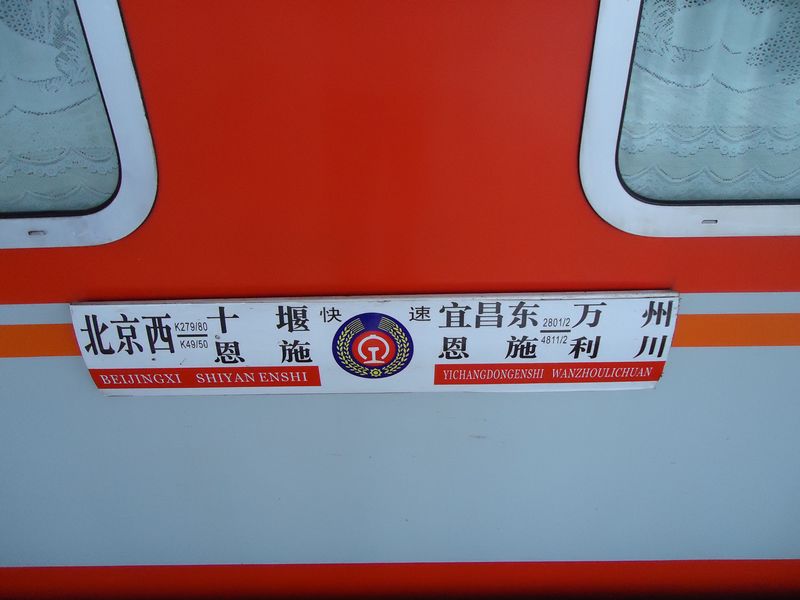 北京西 K279/80 十堰 快速 宜昌东 2801/2 万州
K49/50 恩施 恩施 4811/2 利川
BEIJINGXI SHIYAN ENSHI YICHANGDONGENSHI WANZHOULICHUAN